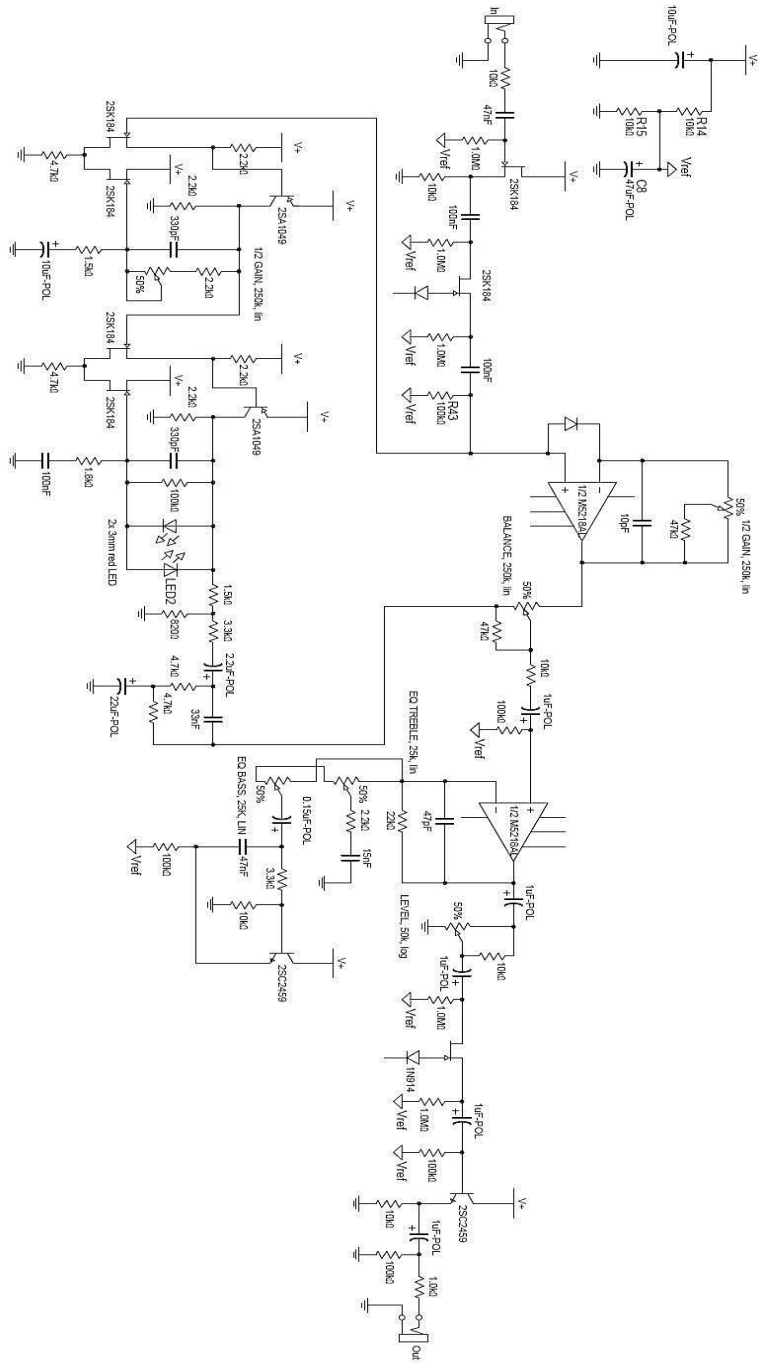 In
10kΩ
47nF
1.0MΩ
Vref
V+
2SK184
10kΩ
100nF
1.0MΩ
Vref
2SK184
1.0MΩ
Vref
100nF
R43
100kΩ
Vref
V+
10uF-POL
R14
10kΩ
R15
10kΩ
Vref
C8
47uF-POL
50%
1/2 GAIN, 250k, lin
47kΩ
10pF
1/2 M5218A
BALANCE, 250k, lin
50%
47kΩ
10kΩ
1uF-POL
100kΩ
Vref
1/2 M5218A
47pF
22kΩ
EQ TREBLE, 25k, lin
50%
2.2kΩ
15nF
50%
EQ BASS, 25K, LIN
0.15uF-POL
47nF
3.3kΩ
10kΩ
100kΩ
Vref
2SC2459
V+
1uF-POL
50%
LEVEL, 50k, log
10kΩ
1uF-POL
1.0MΩ
Vref
1N914
1.0MΩ
Vref
1uF-POL
100kΩ
Vref
V+
2SC2459
10kΩ
1uF-POL
100kΩ
1.0kΩ
Out
2SK184
2SK184
4.7kΩ
V+
V+
2.2kΩ
2SA1049
V+
2.2kΩ
330pF
1/2 GAIN, 250k, lin
50%
2.2kΩ
1.5kΩ
10uF-POL
2SK184
2SK184
4.7kΩ
V+
V+
2.2kΩ
2SA1049
V+
2.2kΩ
330pF
100kΩ
1.8kΩ
100nF
2x 3mm red LED
LED2
1.5kΩ
820Ω
3.3kΩ
2.2uF-POL
4.7kΩ
4.7kΩ
22uF-POL
33nF